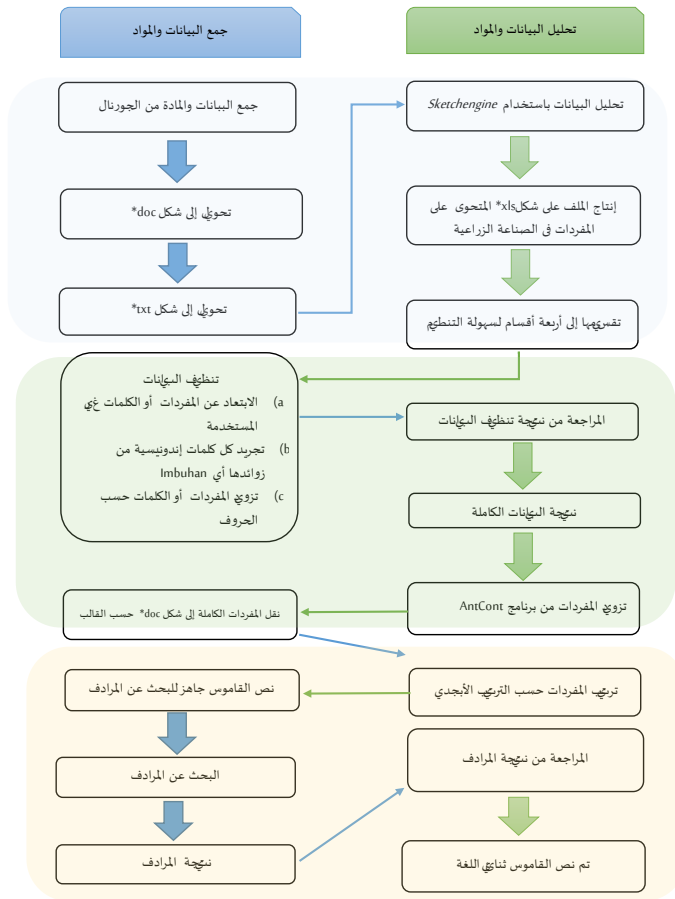 جمع البيانات والمواد
تحليل البيانات والمواد
جمع البيانات والمادة من الجورنال
تحويل إلى شكل doc*
تحويل إلى شكل txt*
تحليل البيانات باستخدام Sketchengine
إنتاج الملف على شكل xls* المتحوى على
المفردات فى الصناعة الزراعية
تقسيمها إلى أربعة أقسام لسهولة التنظيم
تنظيف البيانات
a) الابتعاد عن المفردات أو الكلمات غير
المستخدمة
b) تجريد كل كلمات إندونيسية من
زوائدها أي Imbuhan
c) تزويد المفردات أو الكلمات حسب
الحروف
المراجعة من نتيجة تنظيف البيانات
نتيجة البيانات الكاملة
تزويد المفردات من برنامج AntCont
نقل المفردات الكاملة إلى شكل doc* حسب القالب
ترتيب المفردات حسب الترتيب الأبجدي
نص القاموس جاهز للبحث عن المرادف
البحث عن المرادف
نتيجة المرادف
المراجعة من نتيجة المرادف
تم نص القاموس ثنايئ اللغة